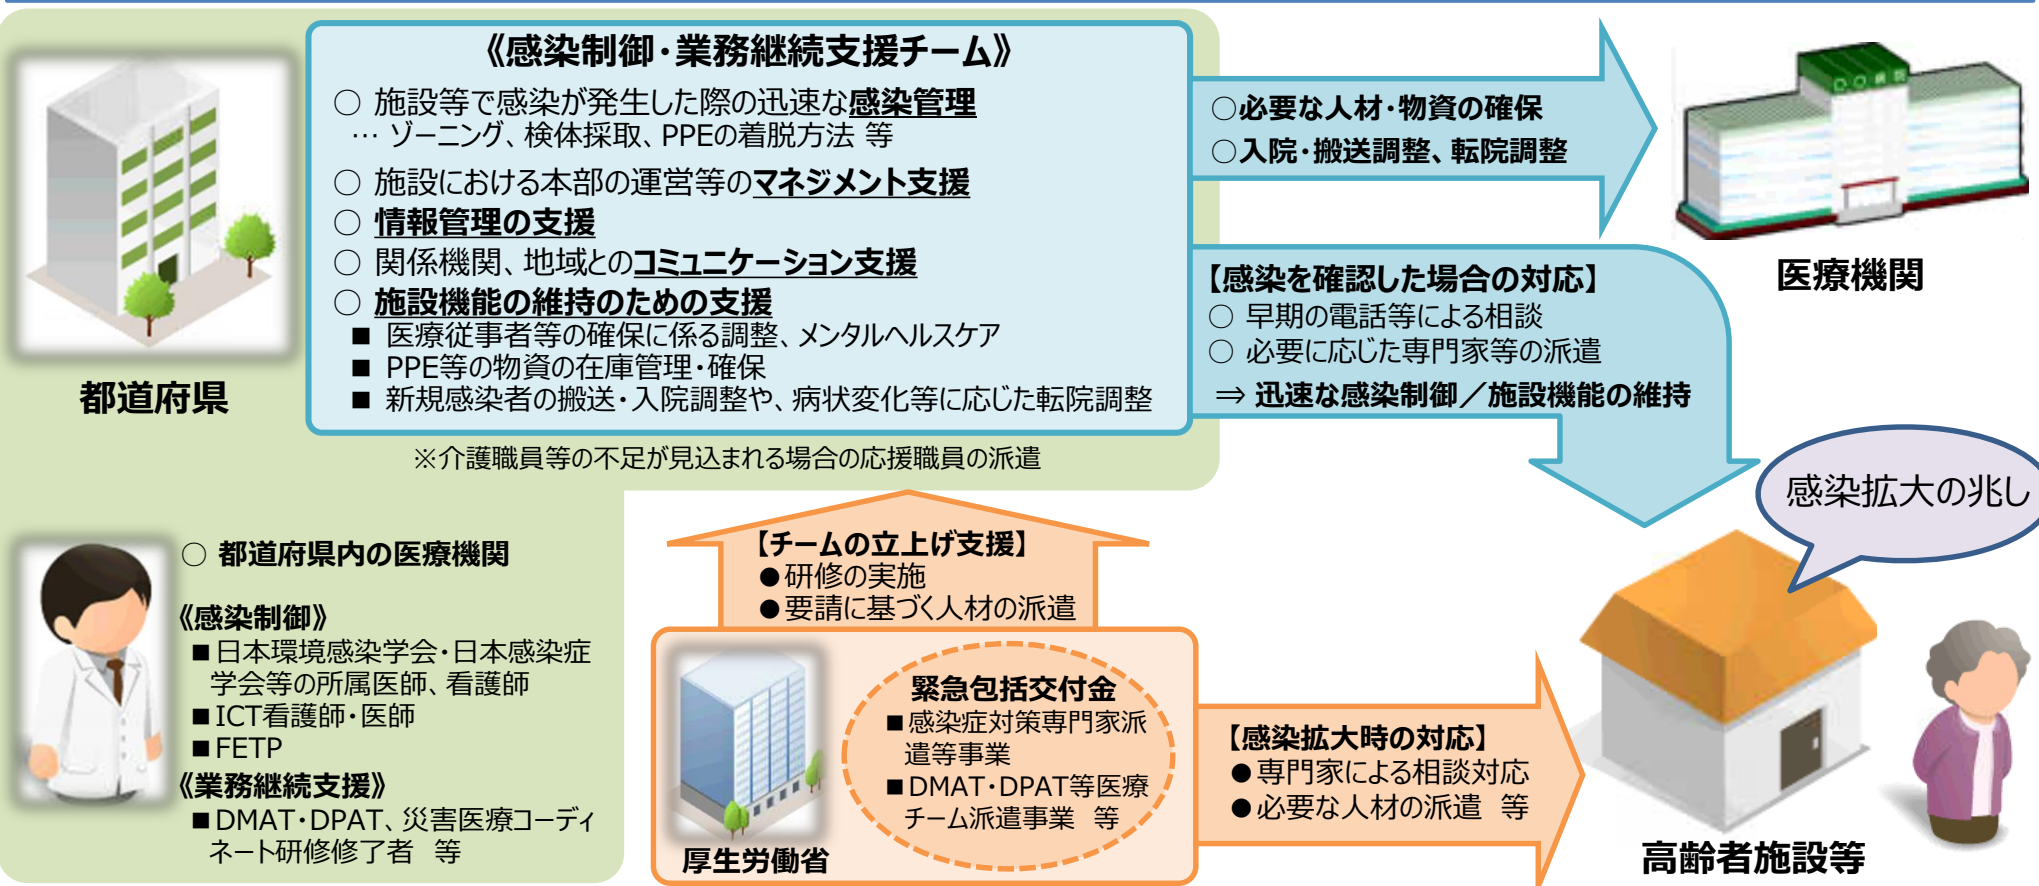 《感染制御・業務継続支援チーム》
○ 施設等で感染が発生した際の迅速な感染管理
… ゾーニング、検体採取、PPEの着脱方法 等
○ 施設における本部の運営等のマネジメント支援
○ 情報管理の支援
○ 関係機関、地域とのコミュニケーション支援
○ 施設機能の維持のための支援
■ 医療従事者等の確保に係る調整、メンタルヘルスケア
■ PPE等の物資の在庫管理・確保
■ 新規感染者の搬送・入院調整や、病状変化等に応じた転院調整
都道府県
※介護職員等の不足が見込まれる場合の応援職員の派遣
○必要な人材・物資の確保
○入院・搬送調整、転院調整
○○病院
医療機関
【感染を確認した場合の対応】
○ 早期の電話等による相談
○ 必要に応じた専門家等の派遣
⇒ 迅速な感染制御／施設機能の維持
感染拡大の兆し
○ 都道府県内の医療機関
《感染制御》
■日本環境感染学会・日本感染症
学会等の所属医師、看護師
■ICT看護師・医師
■FETP
《業務継続支援》
■DMAT・DPAT、災害医療コーディ
ネート研修修了者 等
【チームの立上げ支援】
●研修の実施
●要請に基づく人材の派遣
緊急包括交付金
■感染症対策専門家派
遣等事業
■DMAT・DPAT等医療
チーム派遣事業 等
厚生労働省
【感染拡大時の対応】
●専門家による相談対応
●必要な人材の派遣 等
高齢者施設等